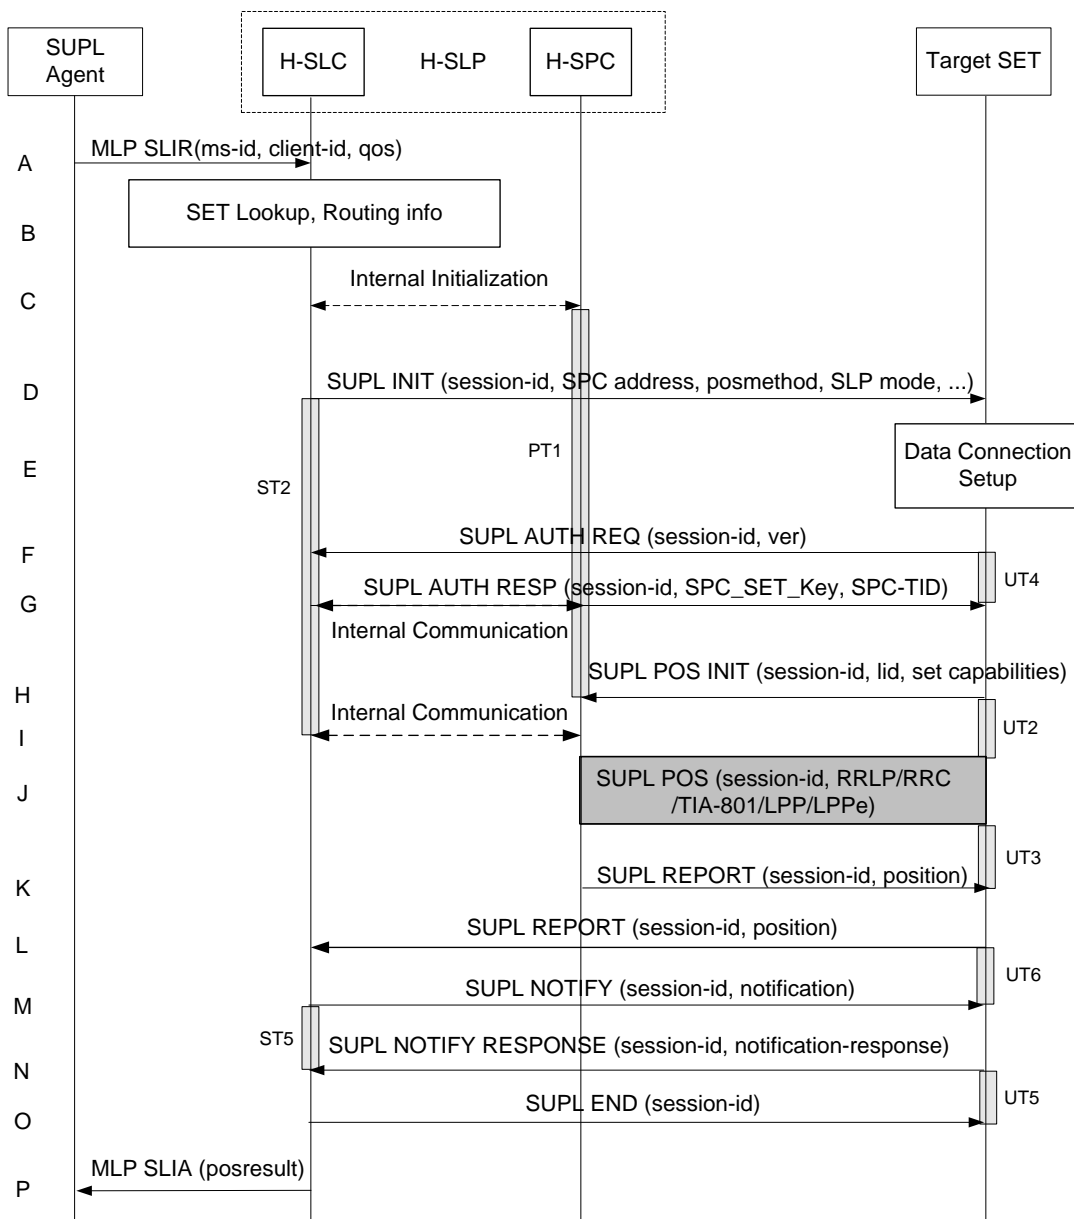 SUPL
Agent
H-SLC
H-SLP
H-SPC
Target SET
A
MLP SLIR(ms-id, client-id, qos)
B
SET Lookup, Routing info
C
Internal Initialization
D
SUPL INIT (session-id, SPC address, posmethod, SLP mode, ...)
E
ST2
PT1
Data Connection
Setup
F
SUPL AUTH REQ (session-id, ver)
UT4
G
SUPL AUTH RESP (session-id, SPC_SET_Key, SPC-TID)
Internal Communication
H
SUPL POS INIT (session-id, lid, set capabilities)
I
Internal Communication
UT2
J
SUPL POS (session-id, RRLP/RRC
/TIA-801/LPP/LPPe)
UT3
K
SUPL REPORT (session-id, position)
L
SUPL REPORT (session-id, position)
UT6
M
SUPL NOTIFY (session-id, notification)
ST5
N
SUPL NOTIFY RESPONSE (session-id, notification-response)
UT5
O
SUPL END (session-id)
P
MLP SLIA (posresult)